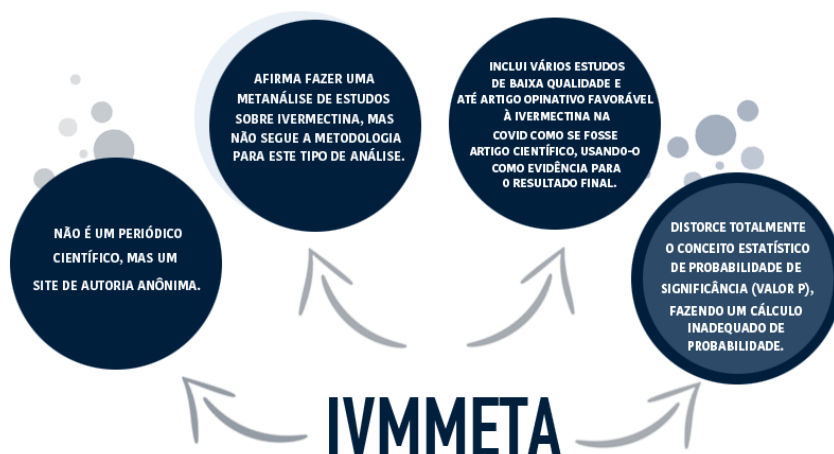 NÃO É UM PERIÓDICO
CIENTÍFICO, MAS UM
SITE DE AUTORIA ANÔNIMA.
AFIRMA FAZER UMA
METANÁLISE DE ESTUDOS
SOBRE IVERMECTINA, MAS
NÃO SEGUE A METODOLOGIA
PARA ESTE TIPO DE ANÁLISE.
INCLUI VÁRIOS ESTUDOS
DE BAIXA QUALIDADE E
ATÉ ARTIGO OPINATIVO FAVORÁVEL
À IVERMECTINA NA
COVID COMO SE FOSSE
ARTIGO CIENTÍFICO, USANDO-O
COMO EVIDÊNCIA PARA
O RESULTADO FINAL.
DISTORCE TOTALMENTE
O CONCEITO ESTATÍSTICO
DE PROBABILIDADE DE
SIGNIFICÂNCIA (VALOR P),
FAZENDO UM CÁLCULO
INADEQUADO DE
PROBABILIDADE.
IVMMETA